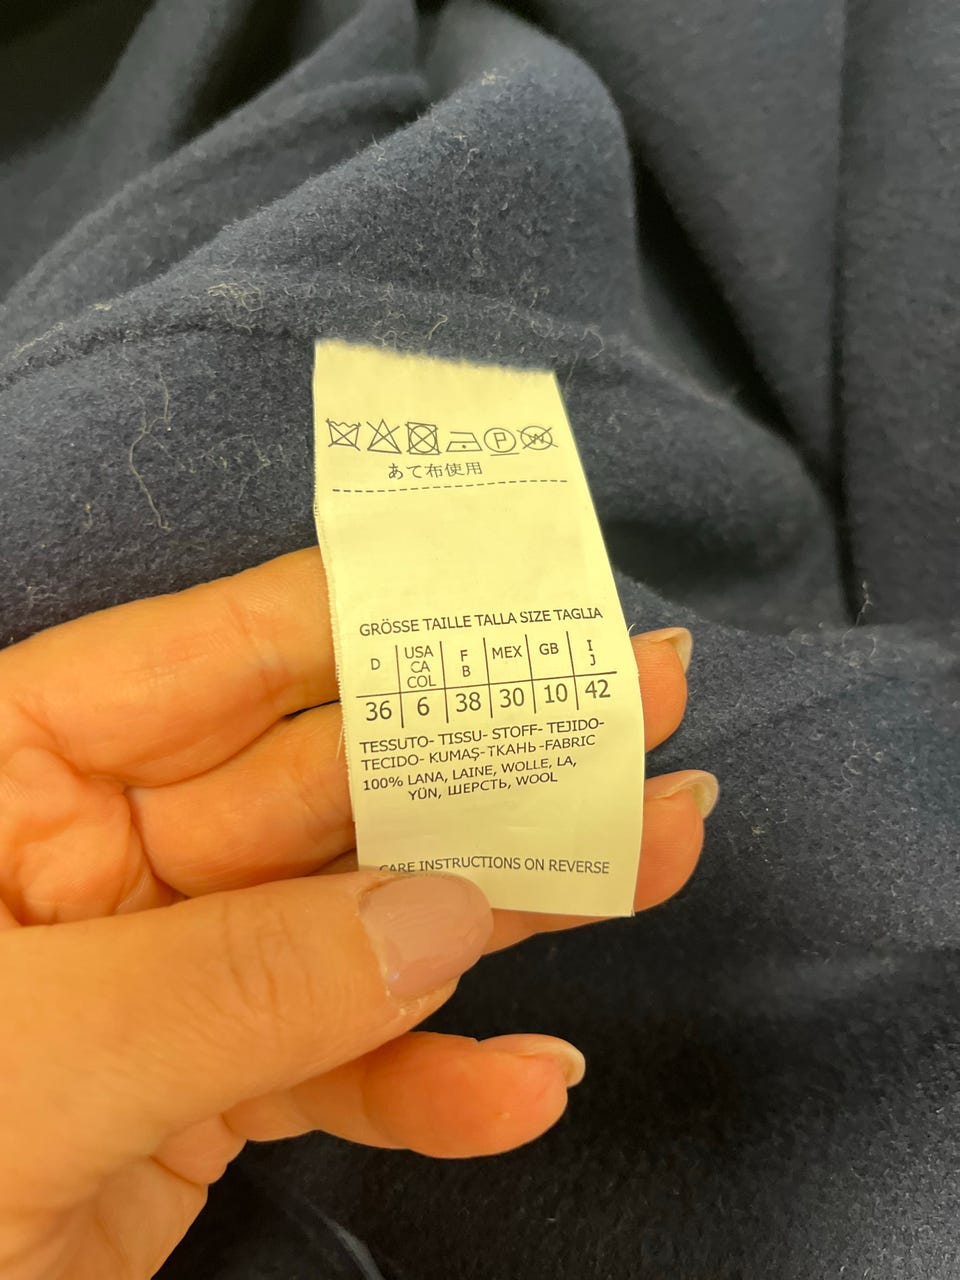 P W
あて布使用
GRÖSSE TAILLE TALLA SIZE TAGLIA
D USA CA COL F B MEX GB I J
36 6 38 30 10 42
TESSUTO- TISSU- STOFF- TEJIDO-
TECIDO- KUMAŞ-ТКАНЬ-FABRIC
100% LANA, LAINE, WOLLE, LA,
YÜN, ШЕРСТЬ, WOOL
CARE INSTRUCTIONS ON REVERSE